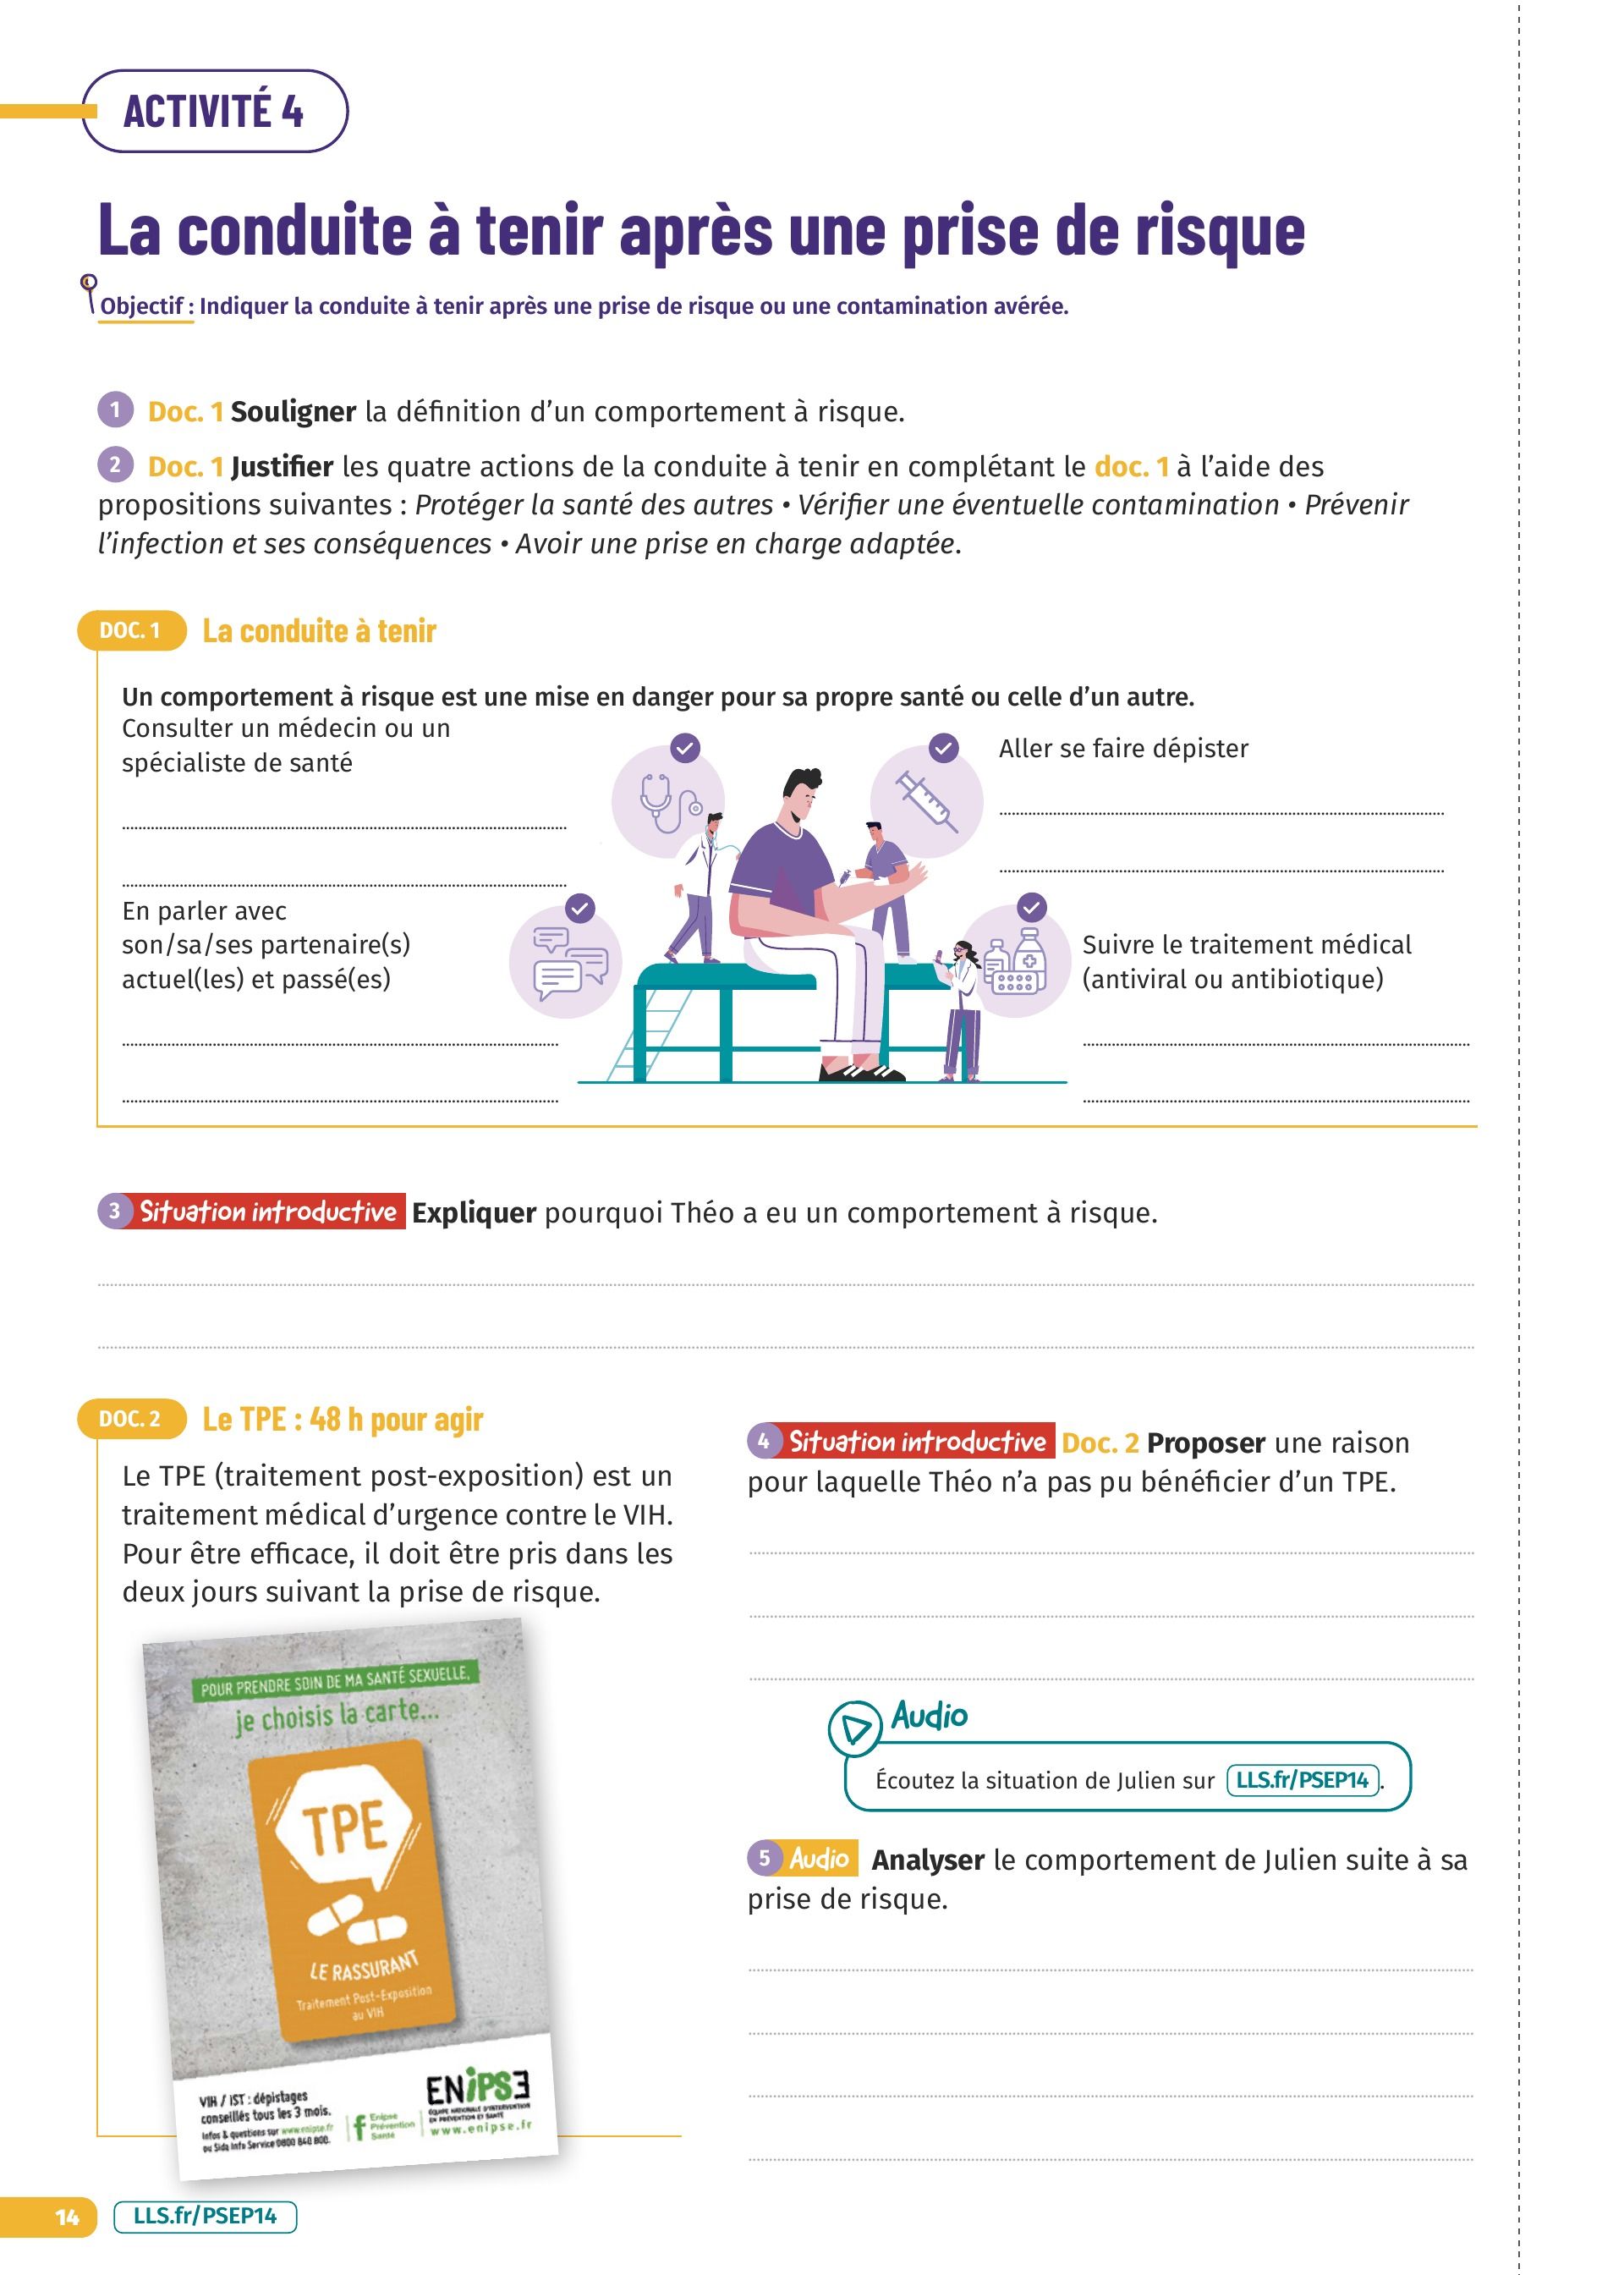 ACTIVITÉ 4
La conduite à tenir après une prise de risque
Objectif : Indiquer la conduite à tenir après une prise de risque ou une contamination avérée.
1 Doc. 1 Souligner la définition d’un comportement à risque.
2 Doc. 1 Justifier les quatre actions de la conduite à tenir en complétant le doc. 1 à l’aide des
propositions suivantes : Protéger la santé des autres • Vérifier une éventuelle contamination • Prévenir
l’infection et ses conséquences • Avoir une prise en charge adaptée.
DOC. 1 La conduite à tenir
Un comportement à risque est une mise en danger pour sa propre santé ou celle d’un autre.
Consulter un médecin ou un
spécialiste de santé
Aller se faire dépister
En parler avec
son/sa/ses partenaire(s)
actuel(les) et passé(es)
Suivre le traitement médical
(antiviral ou antibiotique)
3 Situation introductive Expliquer pourquoi Théo a eu un comportement à risque.
DOC. 2 Le TPE : 48 h pour agir
Le TPE (traitement post-exposition) est un
traitement médical d’urgence contre le VIH.
Pour être efficace, il doit être pris dans les
deux jours suivant la prise de risque.
POUR PRENDRE SOIN DE MA SANTÉ SEXUELLE,
je choisis la carte...
TPE
LE RASSURANT
Traitement Post-Exposition
au VIH
VIH / IST : dépistages
conseillés tous les 3 mois.
Infos & questions sur www.enipse.fr
ou Sida Info Service 0800 840 800.
Enipse
Prévention
Santé
ENiPSE
ÉQUIPE NATIONALE D'INTERVENTION
EN PRÉVENTION ET SANTÉ
www.enipse.fr
4 Situation introductive Doc. 2 Proposer une raison
pour laquelle Théo n’a pas pu bénéficier d’un TPE.
Audio
Écoutez la situation de Julien sur LLS.fr/PSEP14.
5 Audio Analyser le comportement de Julien suite à sa
prise de risque.
14 LLS.fr/PSEP14